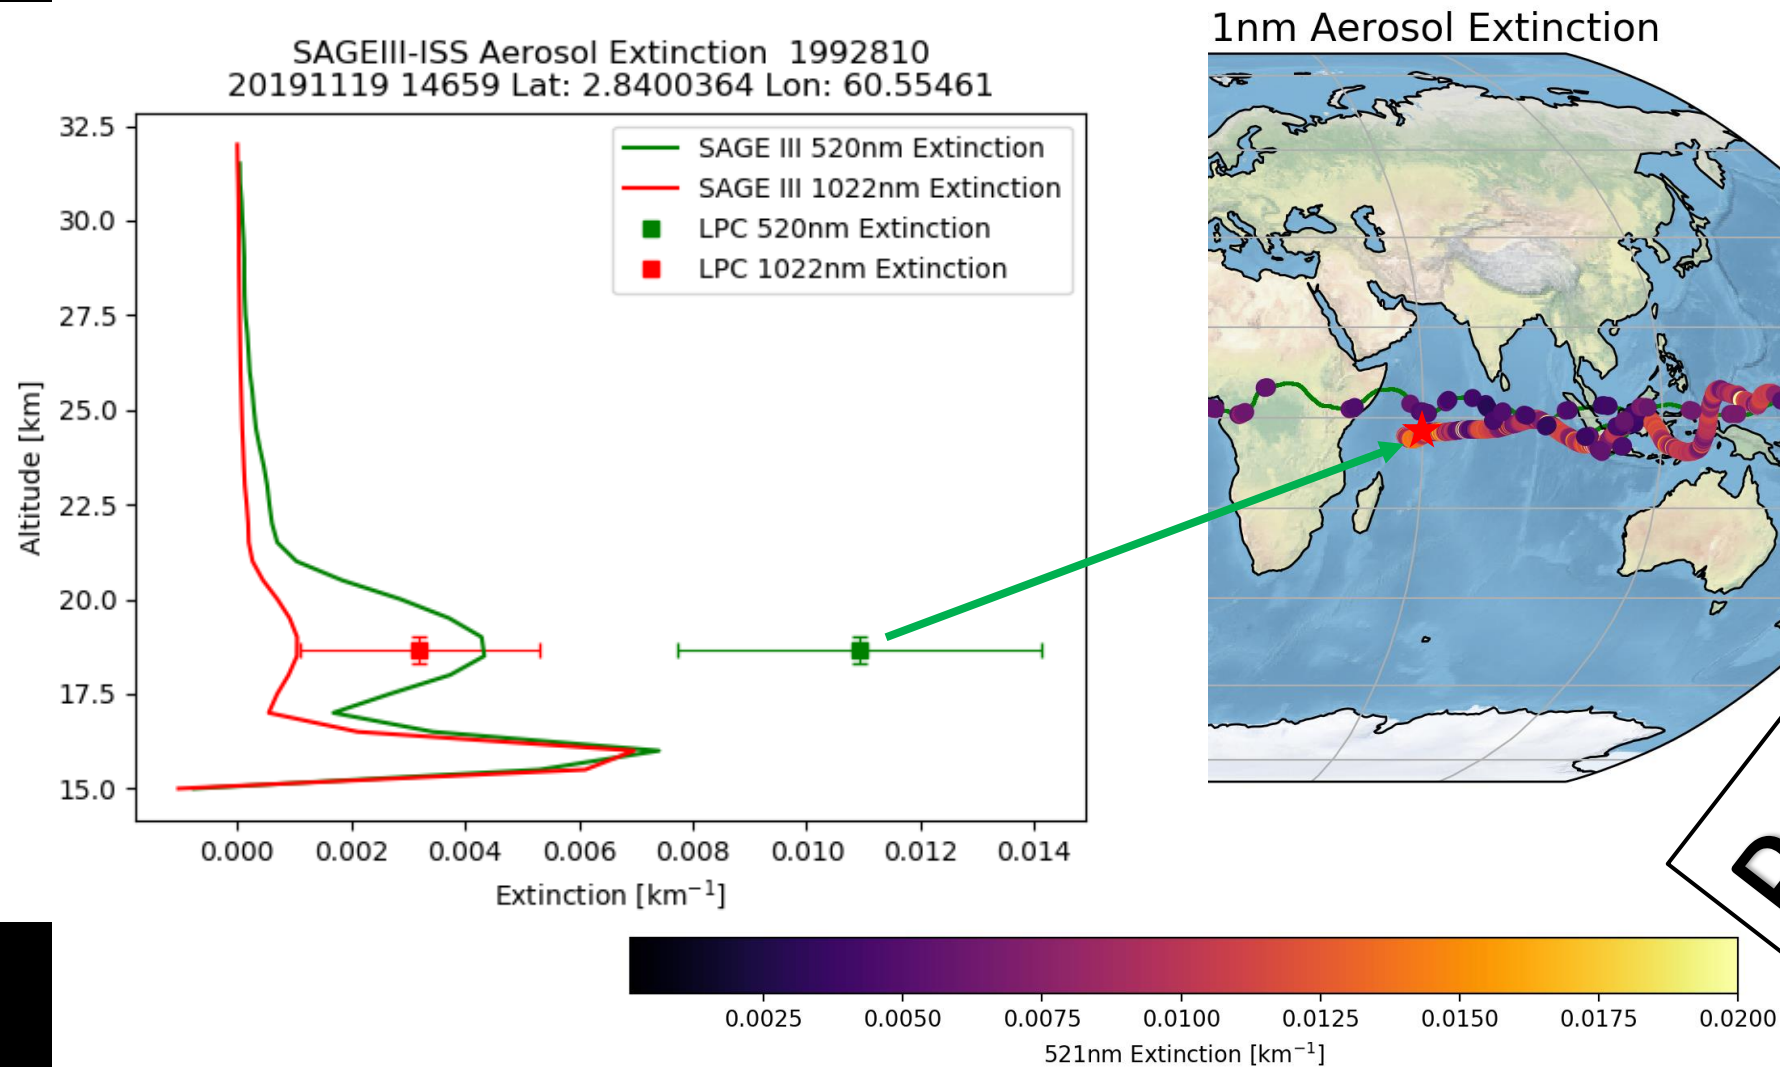 SAGEIII-ISS Aerosol Extinction 1992810
20191119 14659 Lat: 2.8400364 Lon: 60.55461
32.5
30.0
27.5
25.0
22.5
20.0
17.5
15.0
Altitude [km]
SAGE III 520nm Extinction
SAGE III 1022nm Extinction
LPC 520nm Extinction
LPC 1022nm Extinction
0.000 0.002 0.004 0.006 0.008 0.010 0.012 0.014
Extinction [km⁻¹]
1nm Aerosol Extinction
0.0025 0.0050 0.0075 0.0100 0.0125 0.0150 0.0175 0.0200
521nm Extinction [km⁻¹]